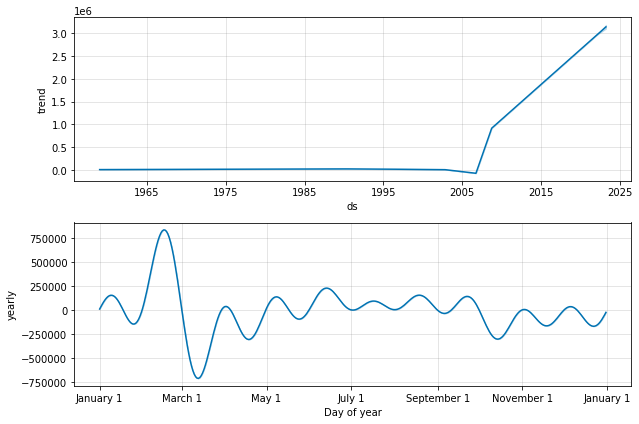 1e6
3.0
2.5
2.0
1.5
1.0
0.5
0.0
trend
1965 1975 1985 1995 2005 2015 2025
ds
750000
500000
250000
0
−250000
−500000
−750000
yearly
January 1 March 1 May 1 July 1 September 1 November 1 January 1
Day of year